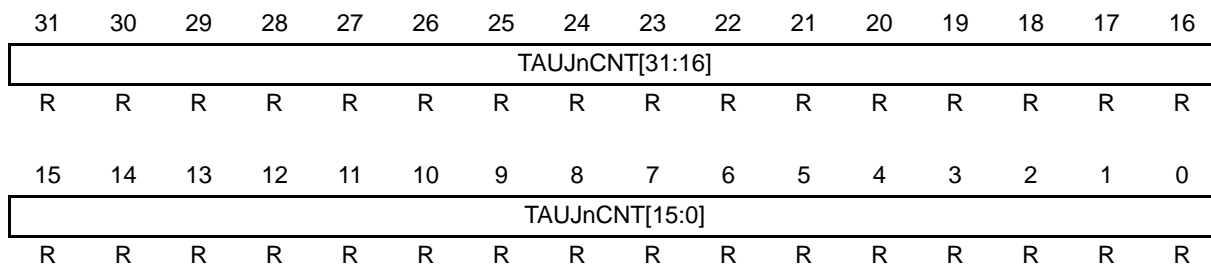 31 30 29 28 27 26 25 24 23 22 21 20 19 18 17 16
TAUJnCNT[31:16]
R R R R R R R R R R R R R R R R
15 14 13 12 11 10 9 8 7 6 5 4 3 2 1 0
TAUJnCNT[15:0]
R R R R R R R R R R R R R R R R